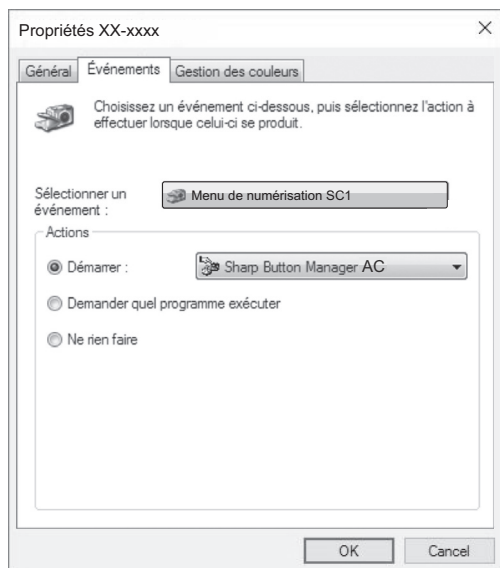 Propriétés XX-xxxx
Général
Événements
Gestion des couleurs
Choisissez un événement ci-dessous, puis sélectionnez l'action à
effectuer lorsque celui-ci se produit.
Sélectionner un
événement :
Menu de numérisation SC1
Actions
Démarrer :
Sharp Button Manager AC
Demander quel programme exécuter
Ne rien faire
OK
Cancel